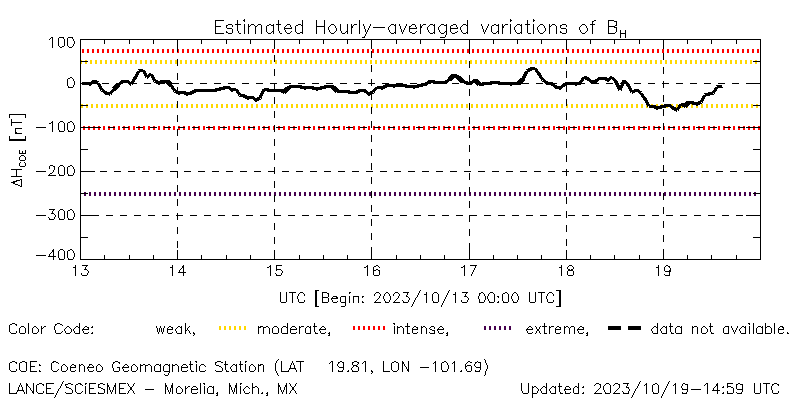 Estimated Hourly-averaged variations of B_H
100
0
-100
-200
-300
-400
ΔH_COE [nT]
13 14 15 16 17 18 19
UTC [Begin: 2023/10/13 00:00 UTC]
Color Code: weak, moderate, intense, extreme, data not available.
COE: Coeneo Geomagnetic Station (LAT 19.81, LON -101.69)
LANCE/SCiESMEX - Morelia, Mich., MX Updated: 2023/10/19-14:59 UTC